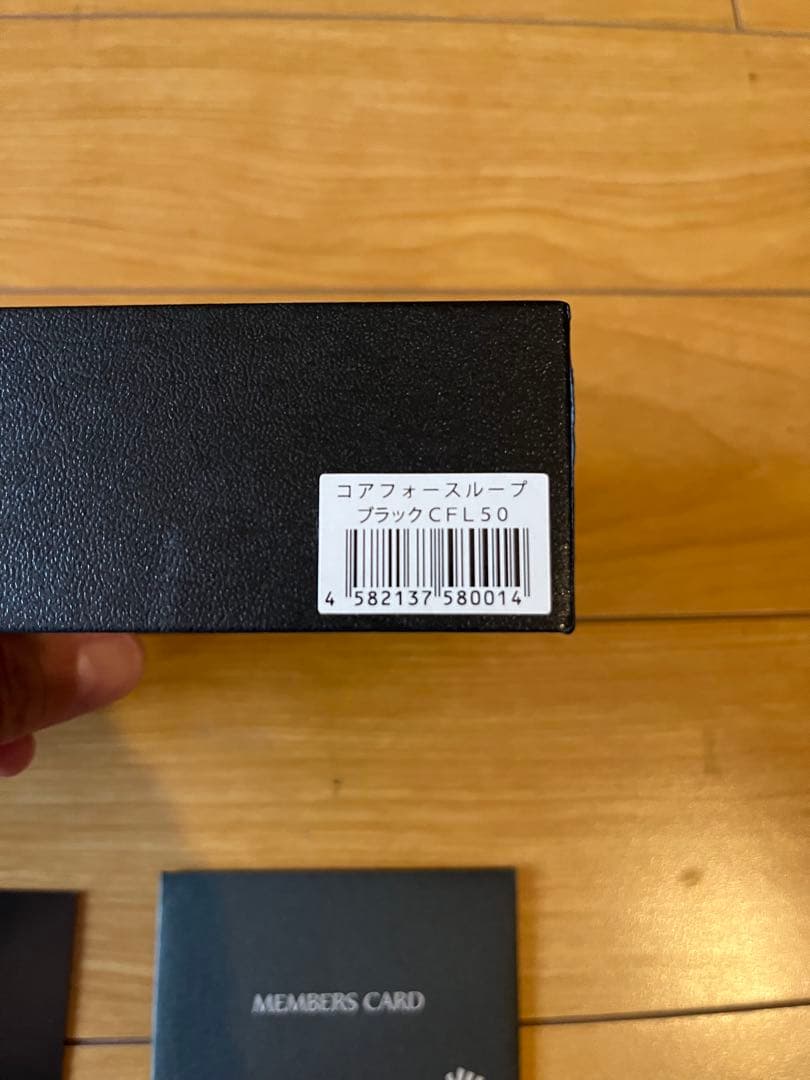 コアフォースループ
ブラックＣＦＬ５０
4 582137 580014
MEMBERS CARD